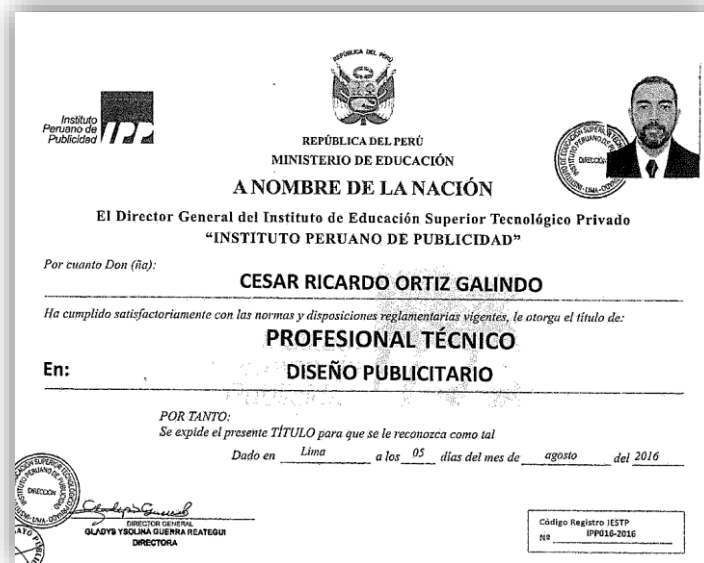 Instituto
Peruano de
Publicidad IPP
REPÚBLICA DEL PERÚ
REPÚBLICA DEL PERÚ
MINISTERIO DE EDUCACIÓN
A NOMBRE DE LA NACIÓN
El Director General del Instituto de Educación Superior Tecnológico Privado
“INSTITUTO PERUANO DE PUBLICIDAD”
Por cuanto Don (ña):
CESAR RICARDO ORTIZ GALINDO
Ha cumplido satisfactoriamente con las normas y disposiciones reglamentarias vigentes, le otorga el título de:
PROFESIONAL TÉCNICO
En: DISEÑO PUBLICITARIO
POR TANTO:
Se expide el presente TÍTULO para que se le reconozca como tal
Dado en Lima a los 05 días del mes de agosto del 2016
DIRECCIÓN
DIRECTOR GENERAL
GLADYS YSOLINA GUERRA REATEGUI
DIRECTORA
Código Registro IESTP
Nº IPP016-2016